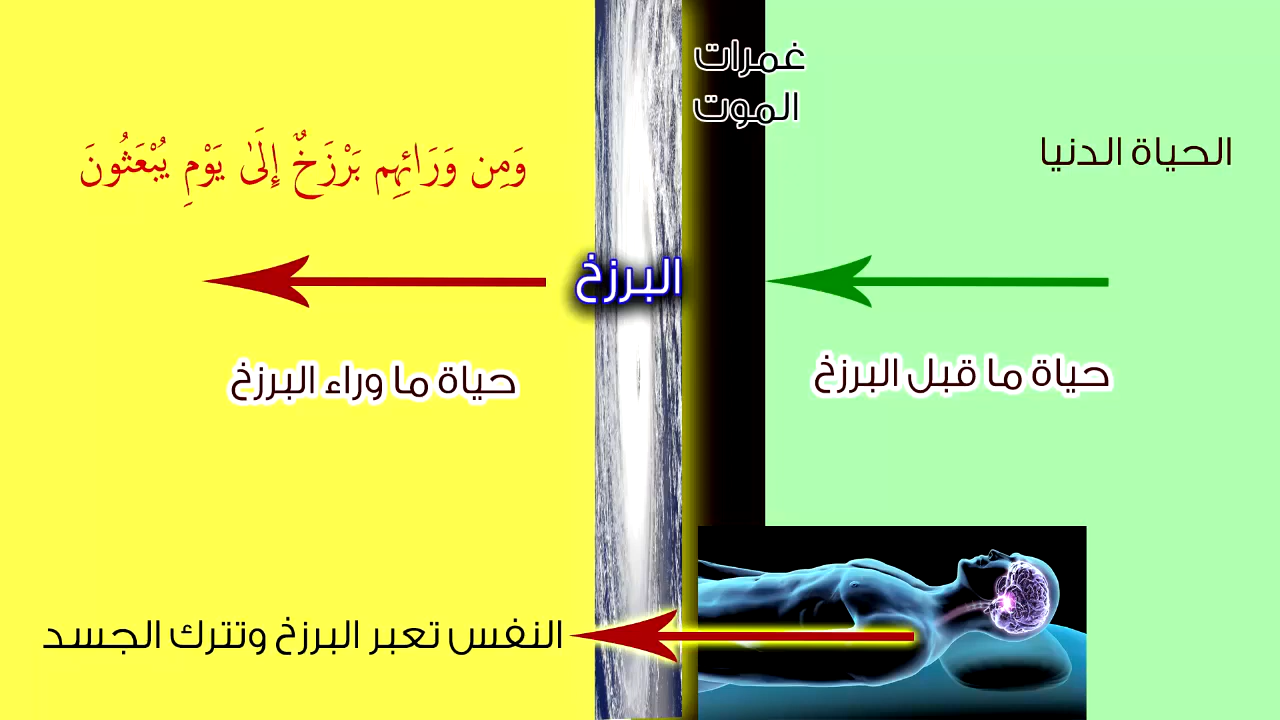 غمرات
الموت
الحياة الدنيا
وَمِن وَرَائِهِم بَرْزَخٌ إِلَىٰ يَوْمِ يُبْعَثُونَ
البرزخ
حياة ما قبل البرزخ
حياة ما وراء البرزخ
النفس تعبر البرزخ وتترك الجسد